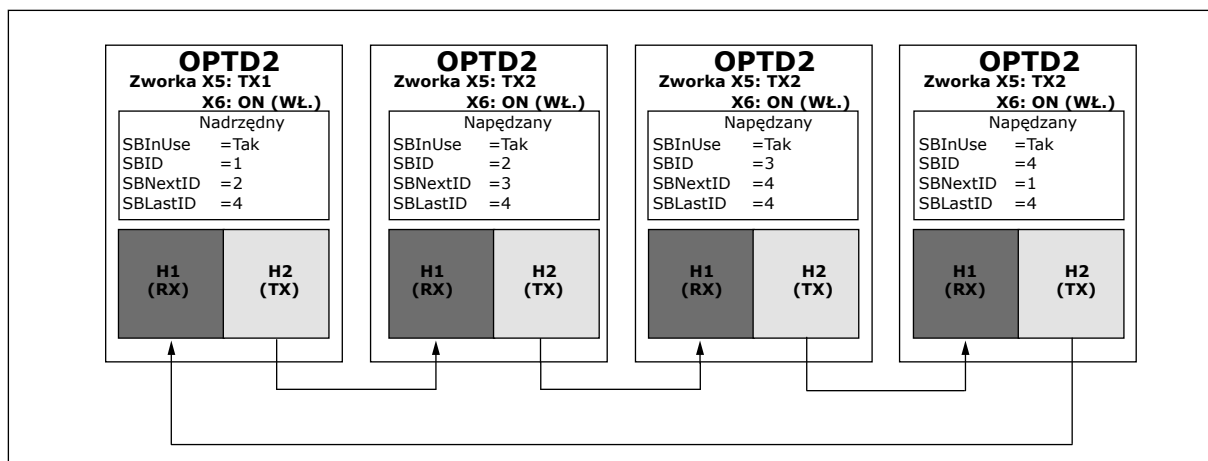 OPTD2
Zworka X5: TX1
X6: ON (WŁ.)
Nadrzędny
SBInUse =Tak
SBID =1
SBNextID =2
SBLastID =4
H1 (RX)
H2 (TX)
OPTD2
Zworka X5: TX2
X6: ON (WŁ.)
Napędzany
SBInUse =Tak
SBID =2
SBNextID =3
SBLastID =4
H1 (RX)
H2 (TX)
OPTD2
Zworka X5: TX2
X6: ON (WŁ.)
Napędzany
SBInUse =Tak
SBID =3
SBNextID =4
SBLastID =4
H1 (RX)
H2 (TX)
OPTD2
Zworka X5: TX2
X6: ON (WŁ.)
Napędzany
SBInUse =Tak
SBID =4
SBNextID =1
SBLastID =4
H1 (RX)
H2 (TX)